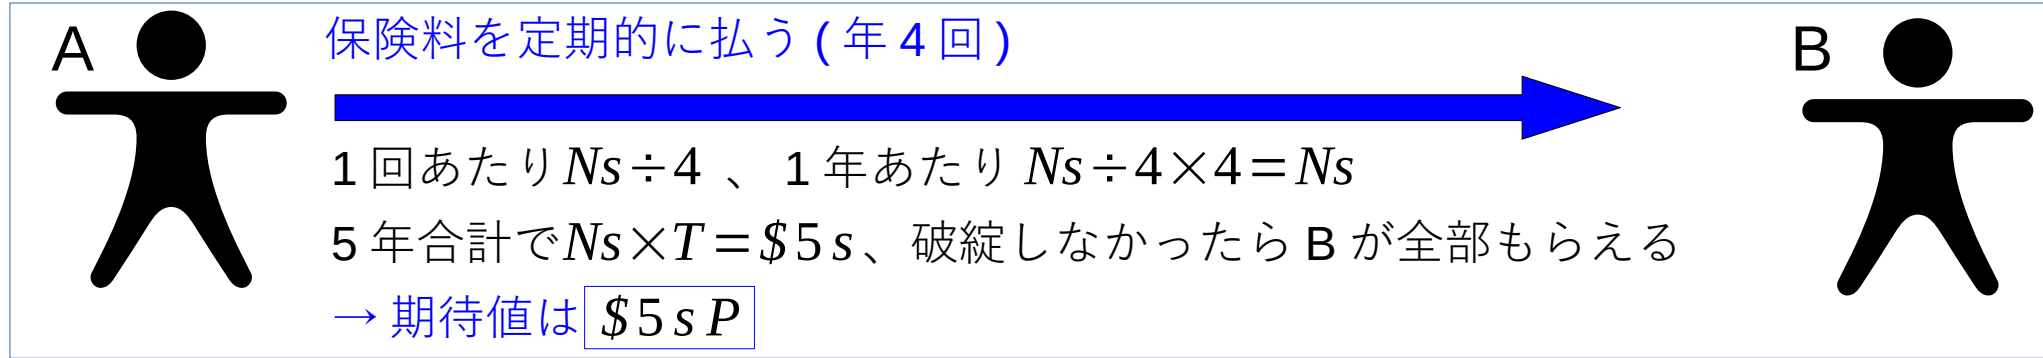 A
保険料を定期的に払う ( 年 4 回 )
B
1 回あたり Ns÷4 、 1 年あたり Ns÷4×4=Ns
5 年合計で Ns×T=$5s 、破綻しなかったら B が全部もらえる
→ 期待値は $5sP